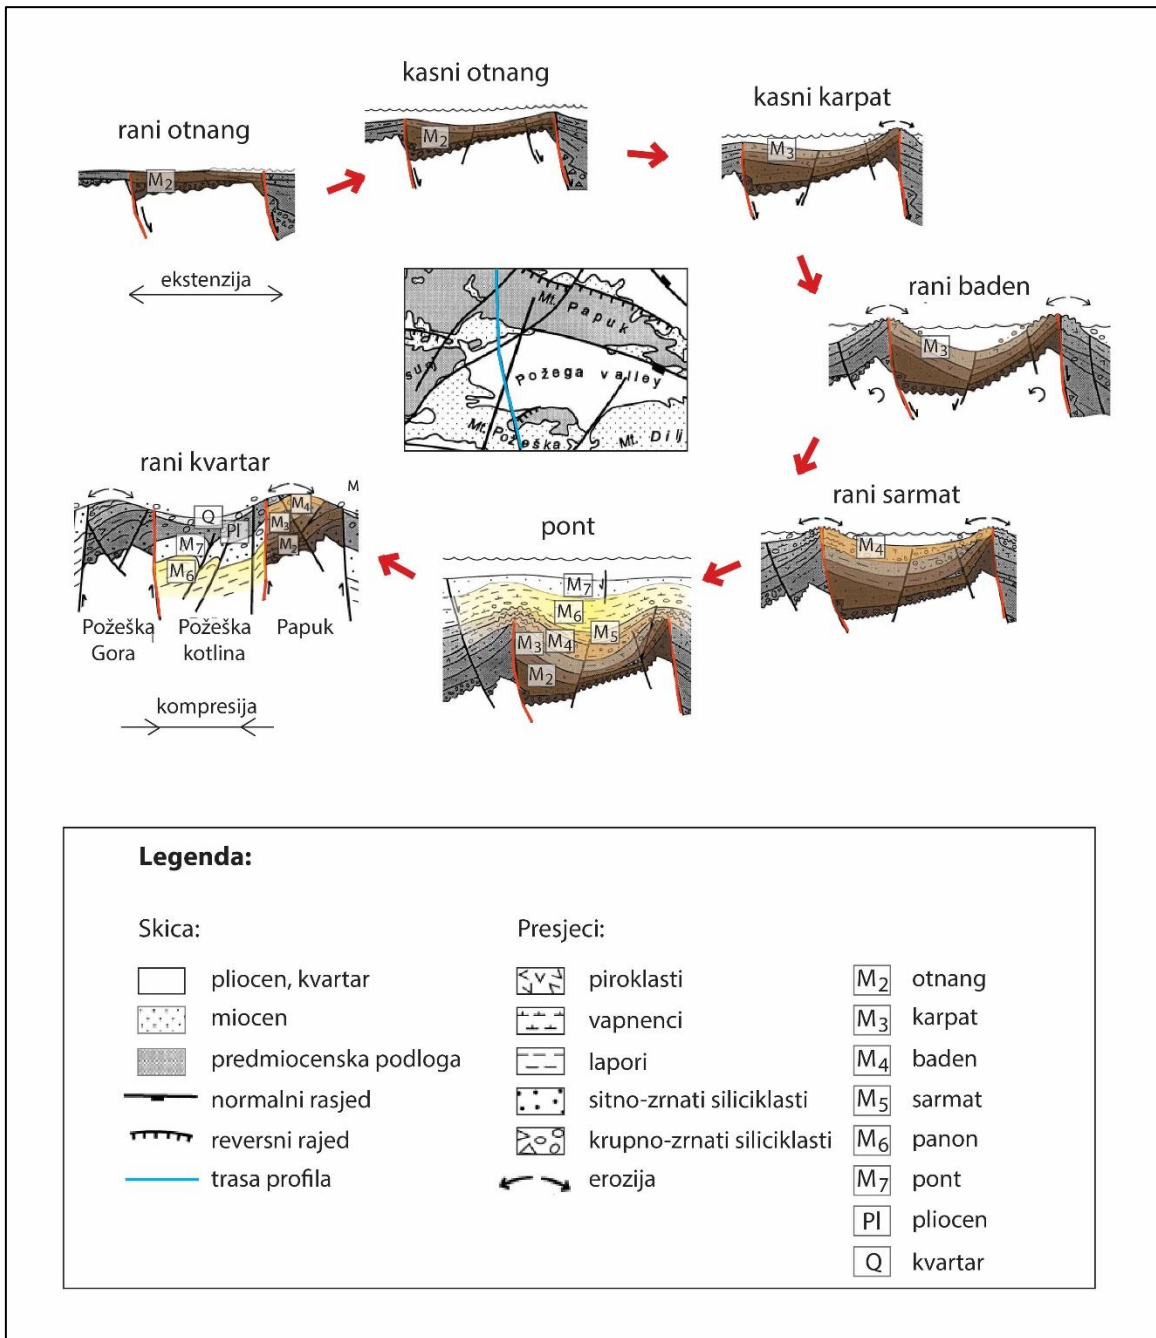 kasni otnang
kasni karpat
rani otnang
M2
M2
M3
ekstenzija
rani baden
M3
Mt. Papuk
Požega valley
Mt. Požeška
Mt. Dilj.
sunj
rani kvartar
M
Q
Pl
M4
M3
M2
M7
M6
Požeška
Gora
Požeška
kotlina
Papuk
kompresija
pont
M7
M6
M5
M3
M4
M2
rani sarmat
M4
Legenda:
Skica:
pliocen, kvartar
miocen
predmiocenska podloga
normalni rasjed
reversni rajed
trasa profila
Presjeci:
piroklasti
vapnenci
lapori
sitno-zrnati siliciklasti
krupno-zrnati siliciklasti
erozija
M2 otnang
M3 karpat
M4 baden
M5 sarmat
M6 panon
M7 pont
Pl pliocen
Q kvartar